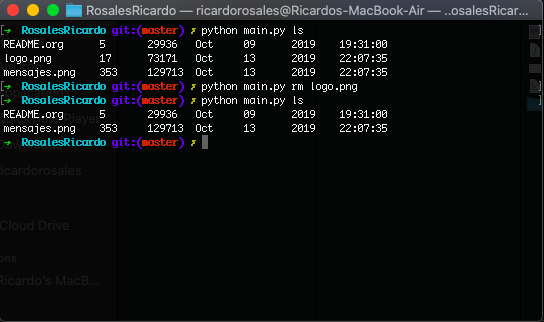 RosalesRicardo — ricardorosales@Ricardos-MacBook-Air — ..osalesRicar...
[➜ RosalesRicardo git:(master) ✗ python main.py ls
README.org 5 29936 Oct 09 2019 19:31:00
logo.png 17 73171 Oct 13 2019 22:07:35
mensajes.png 353 129713 Oct 13 2019 22:07:35
[➜ RosalesRicardo git:(master) ✗ python main.py rm logo.png
[➜ RosalesRicardo git:(master) ✗ python main.py ls
README.org 5 29936 Oct 09 2019 19:31:00
mensajes.png 353 129713 Oct 13 2019 22:07:35
➜ RosalesRicardo git:(master) ✗
ricardorosales
Cloud Drive
Ricardo's MacB...